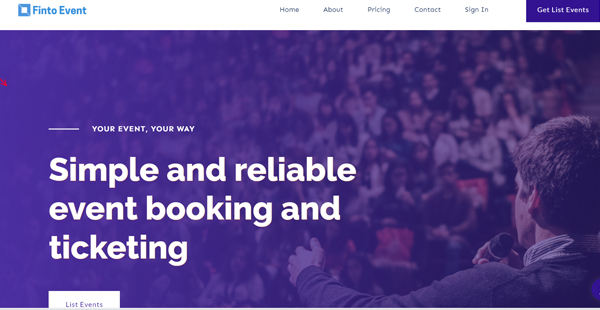 Finto Event
Home About Pricing Contact Sign In Get List Events
YOUR EVENT, YOUR WAY
Simple and reliable
event booking and
ticketing
List Events